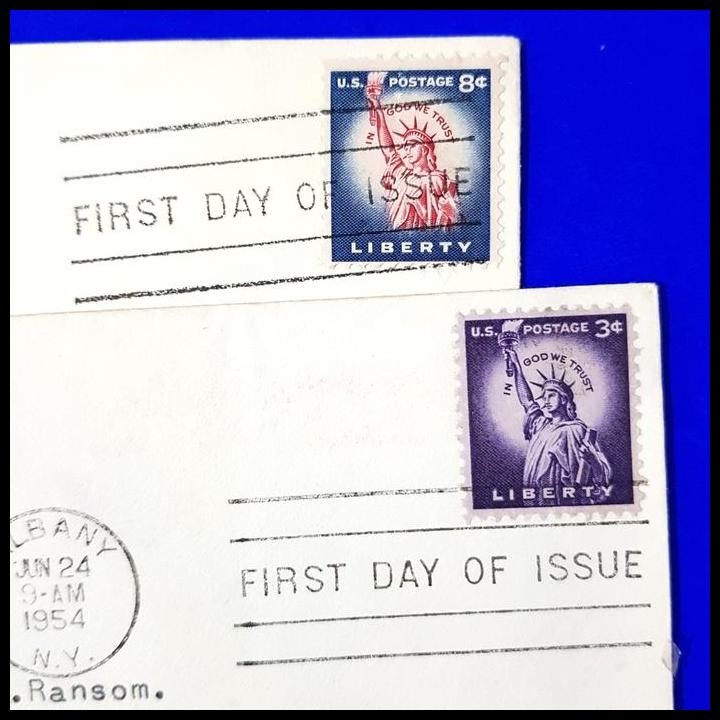 U.S. POSTAGE 8¢
IN GOD WE TRUST
LIBERTY
FIRST DAY OF ISSUE
U.S. POSTAGE 3¢
IN GOD WE TRUST
LIBERTY
FIRST DAY OF ISSUE
LBANY
JUN 24
9-AM
1954
N.Y.
.Ransom.